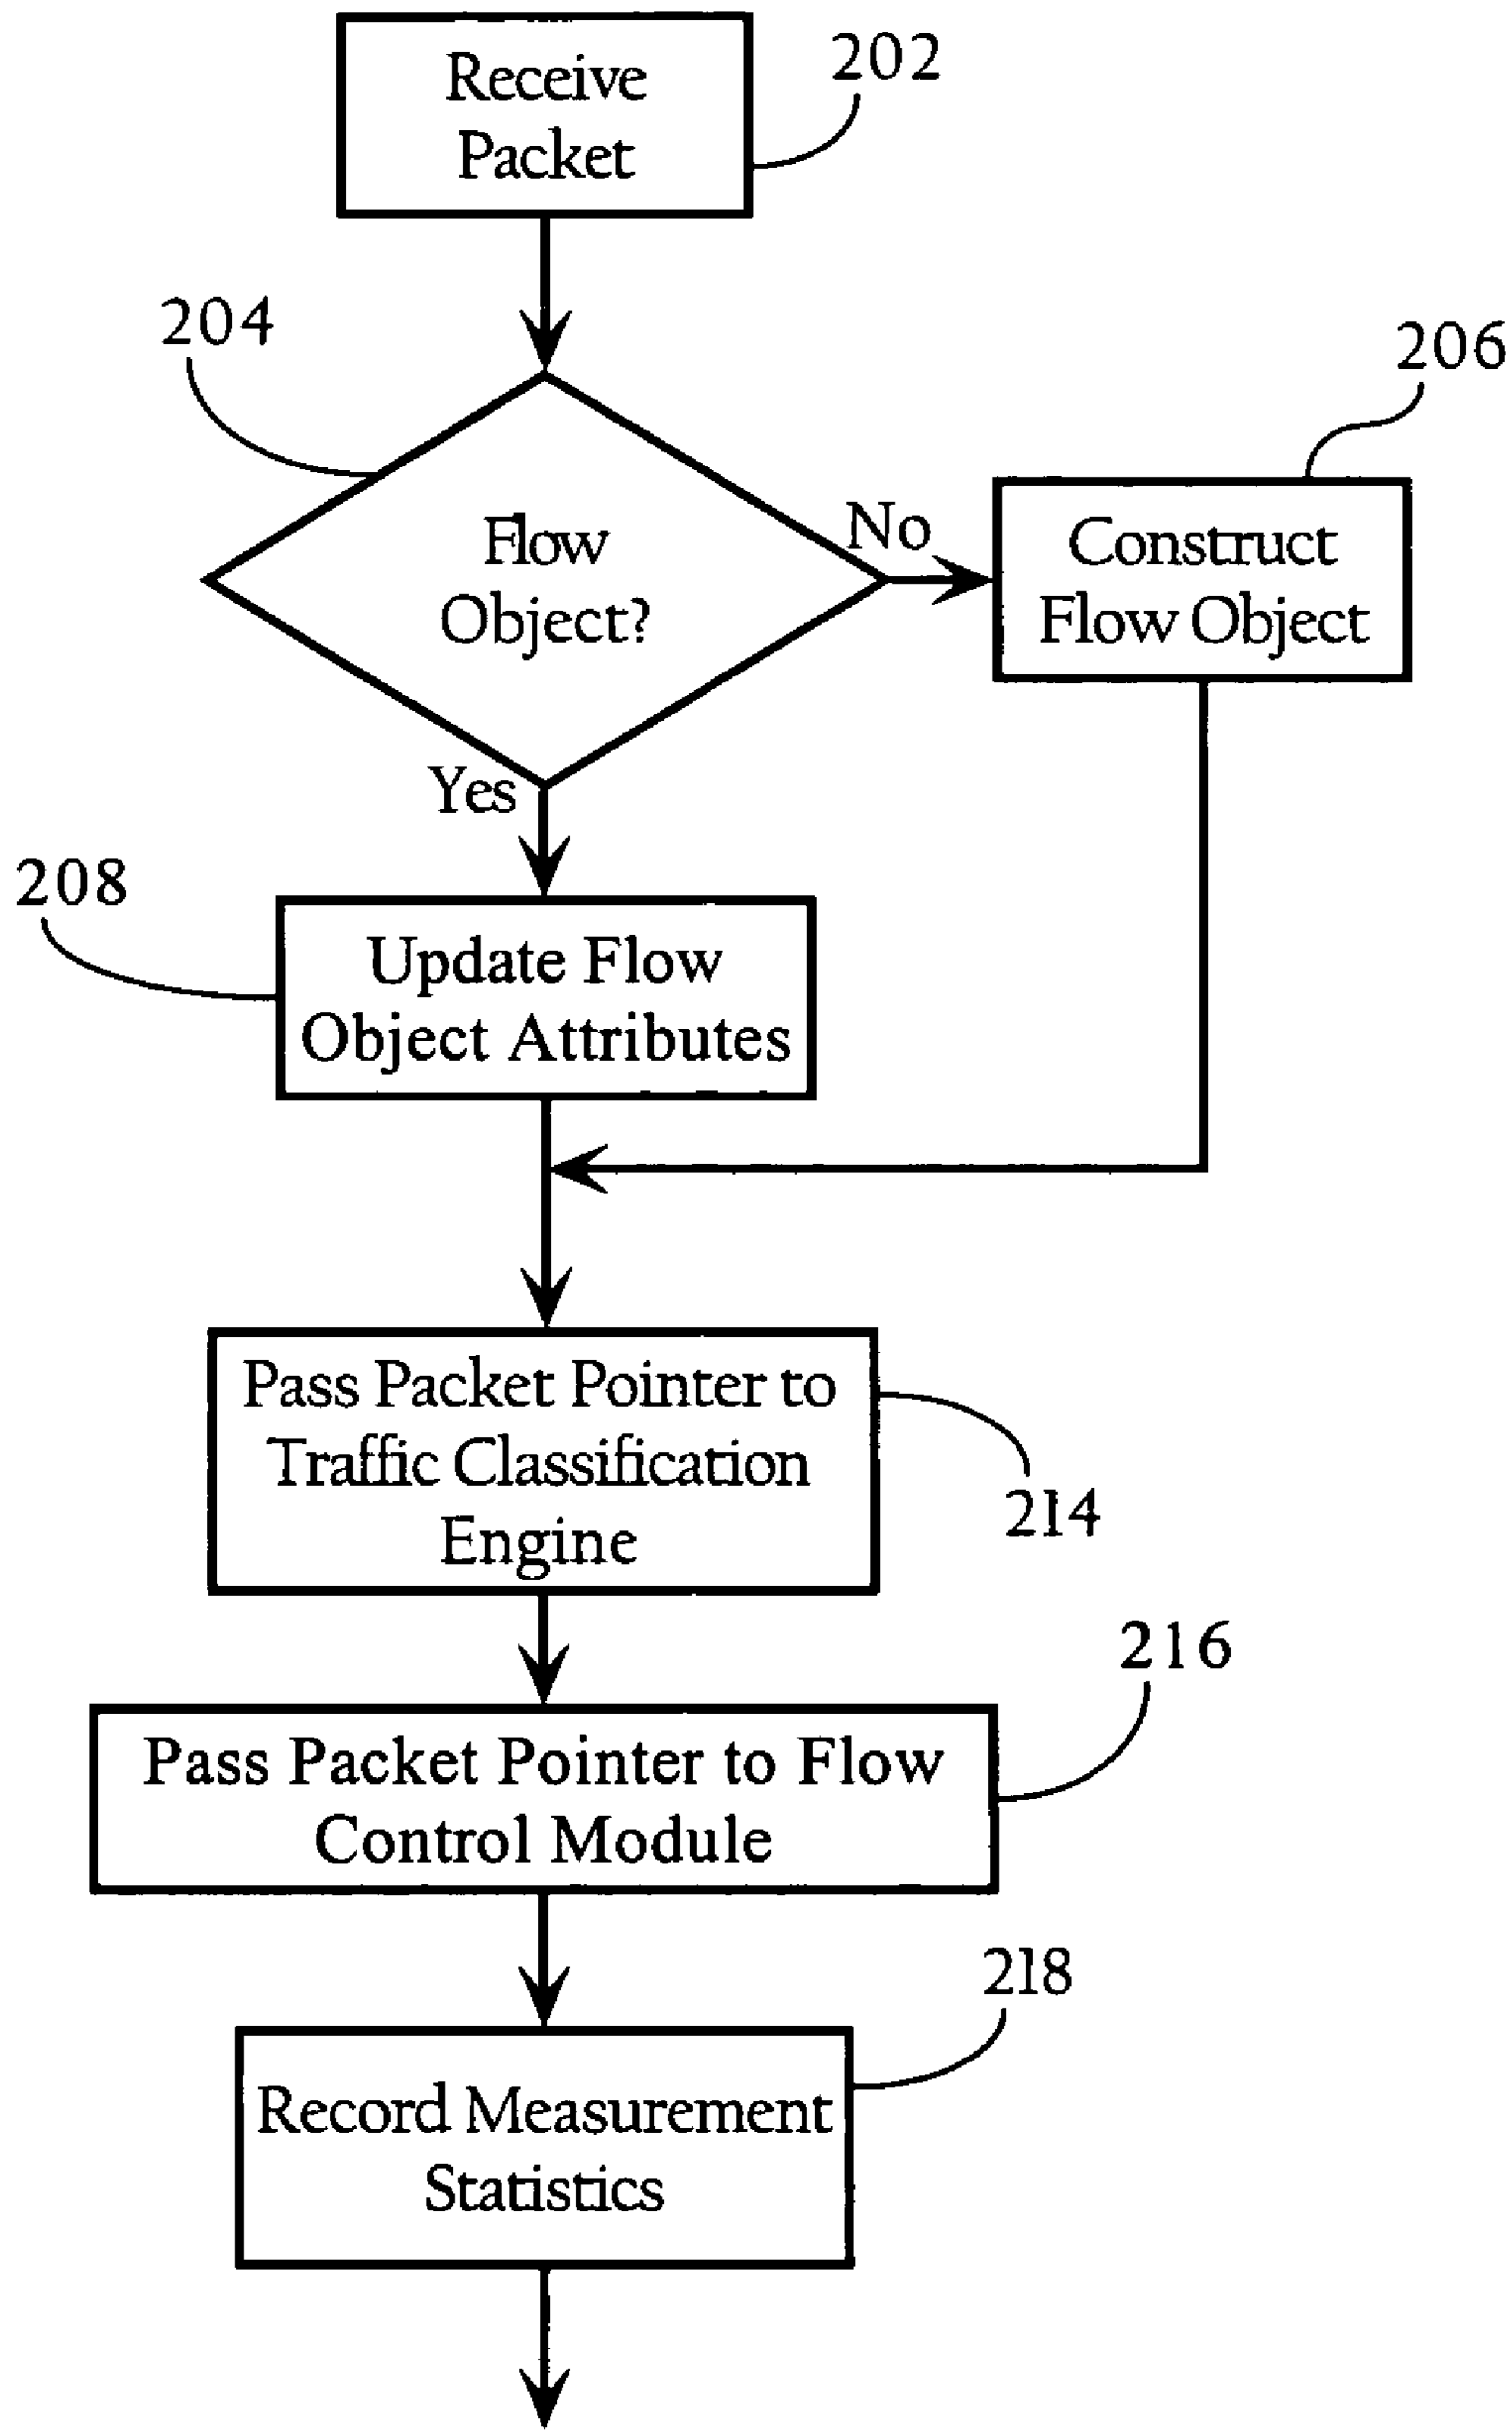 Receive
Packet
202
204
206
Flow
Object?
No
Construct
Flow Object
Yes
208
Update Flow
Object Attributes
Pass Packet Pointer to
Traffic Classification
Engine
214
216
Pass Packet Pointer to Flow
Control Module
218
Record Measurement
Statistics